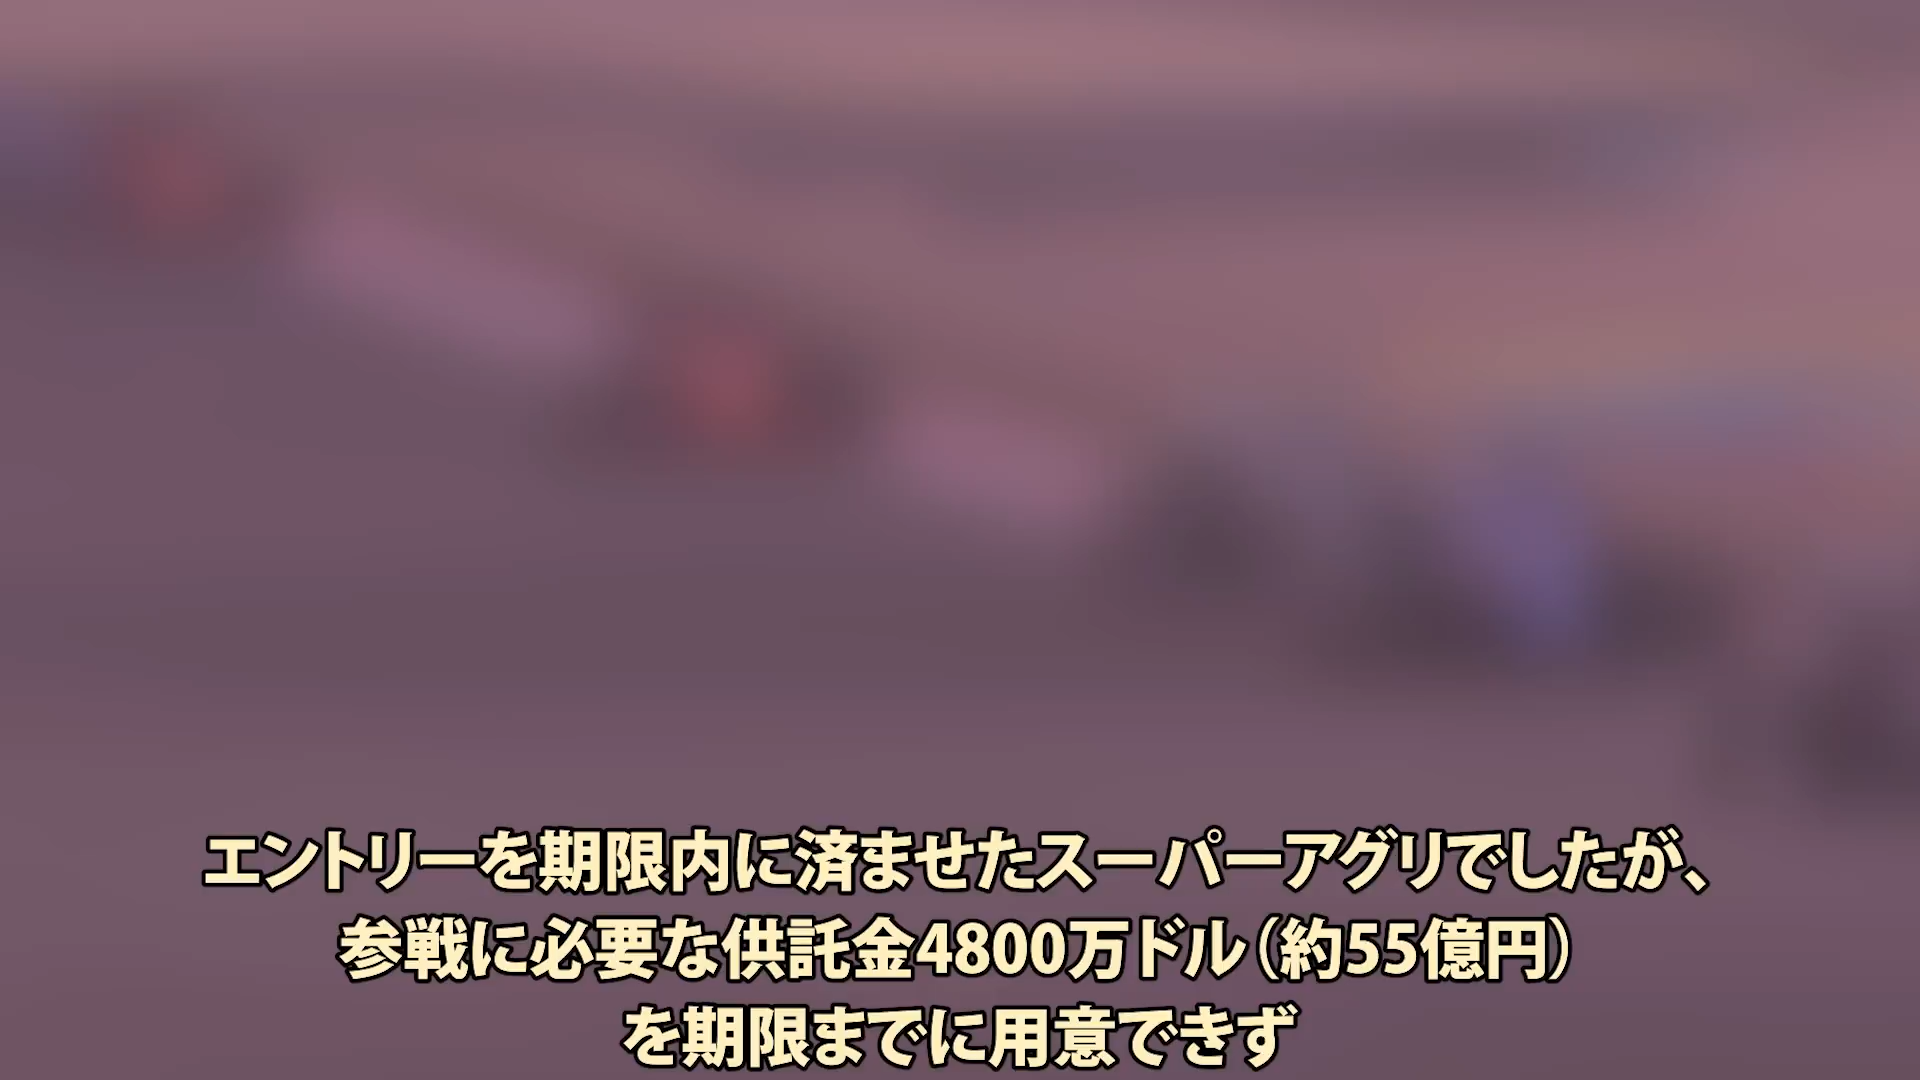 エントリーを期限内に済ませたスーパーアグリでしたが、
参戦に必要な供託金4800万ドル（約55億円）
を期限までに用意できず